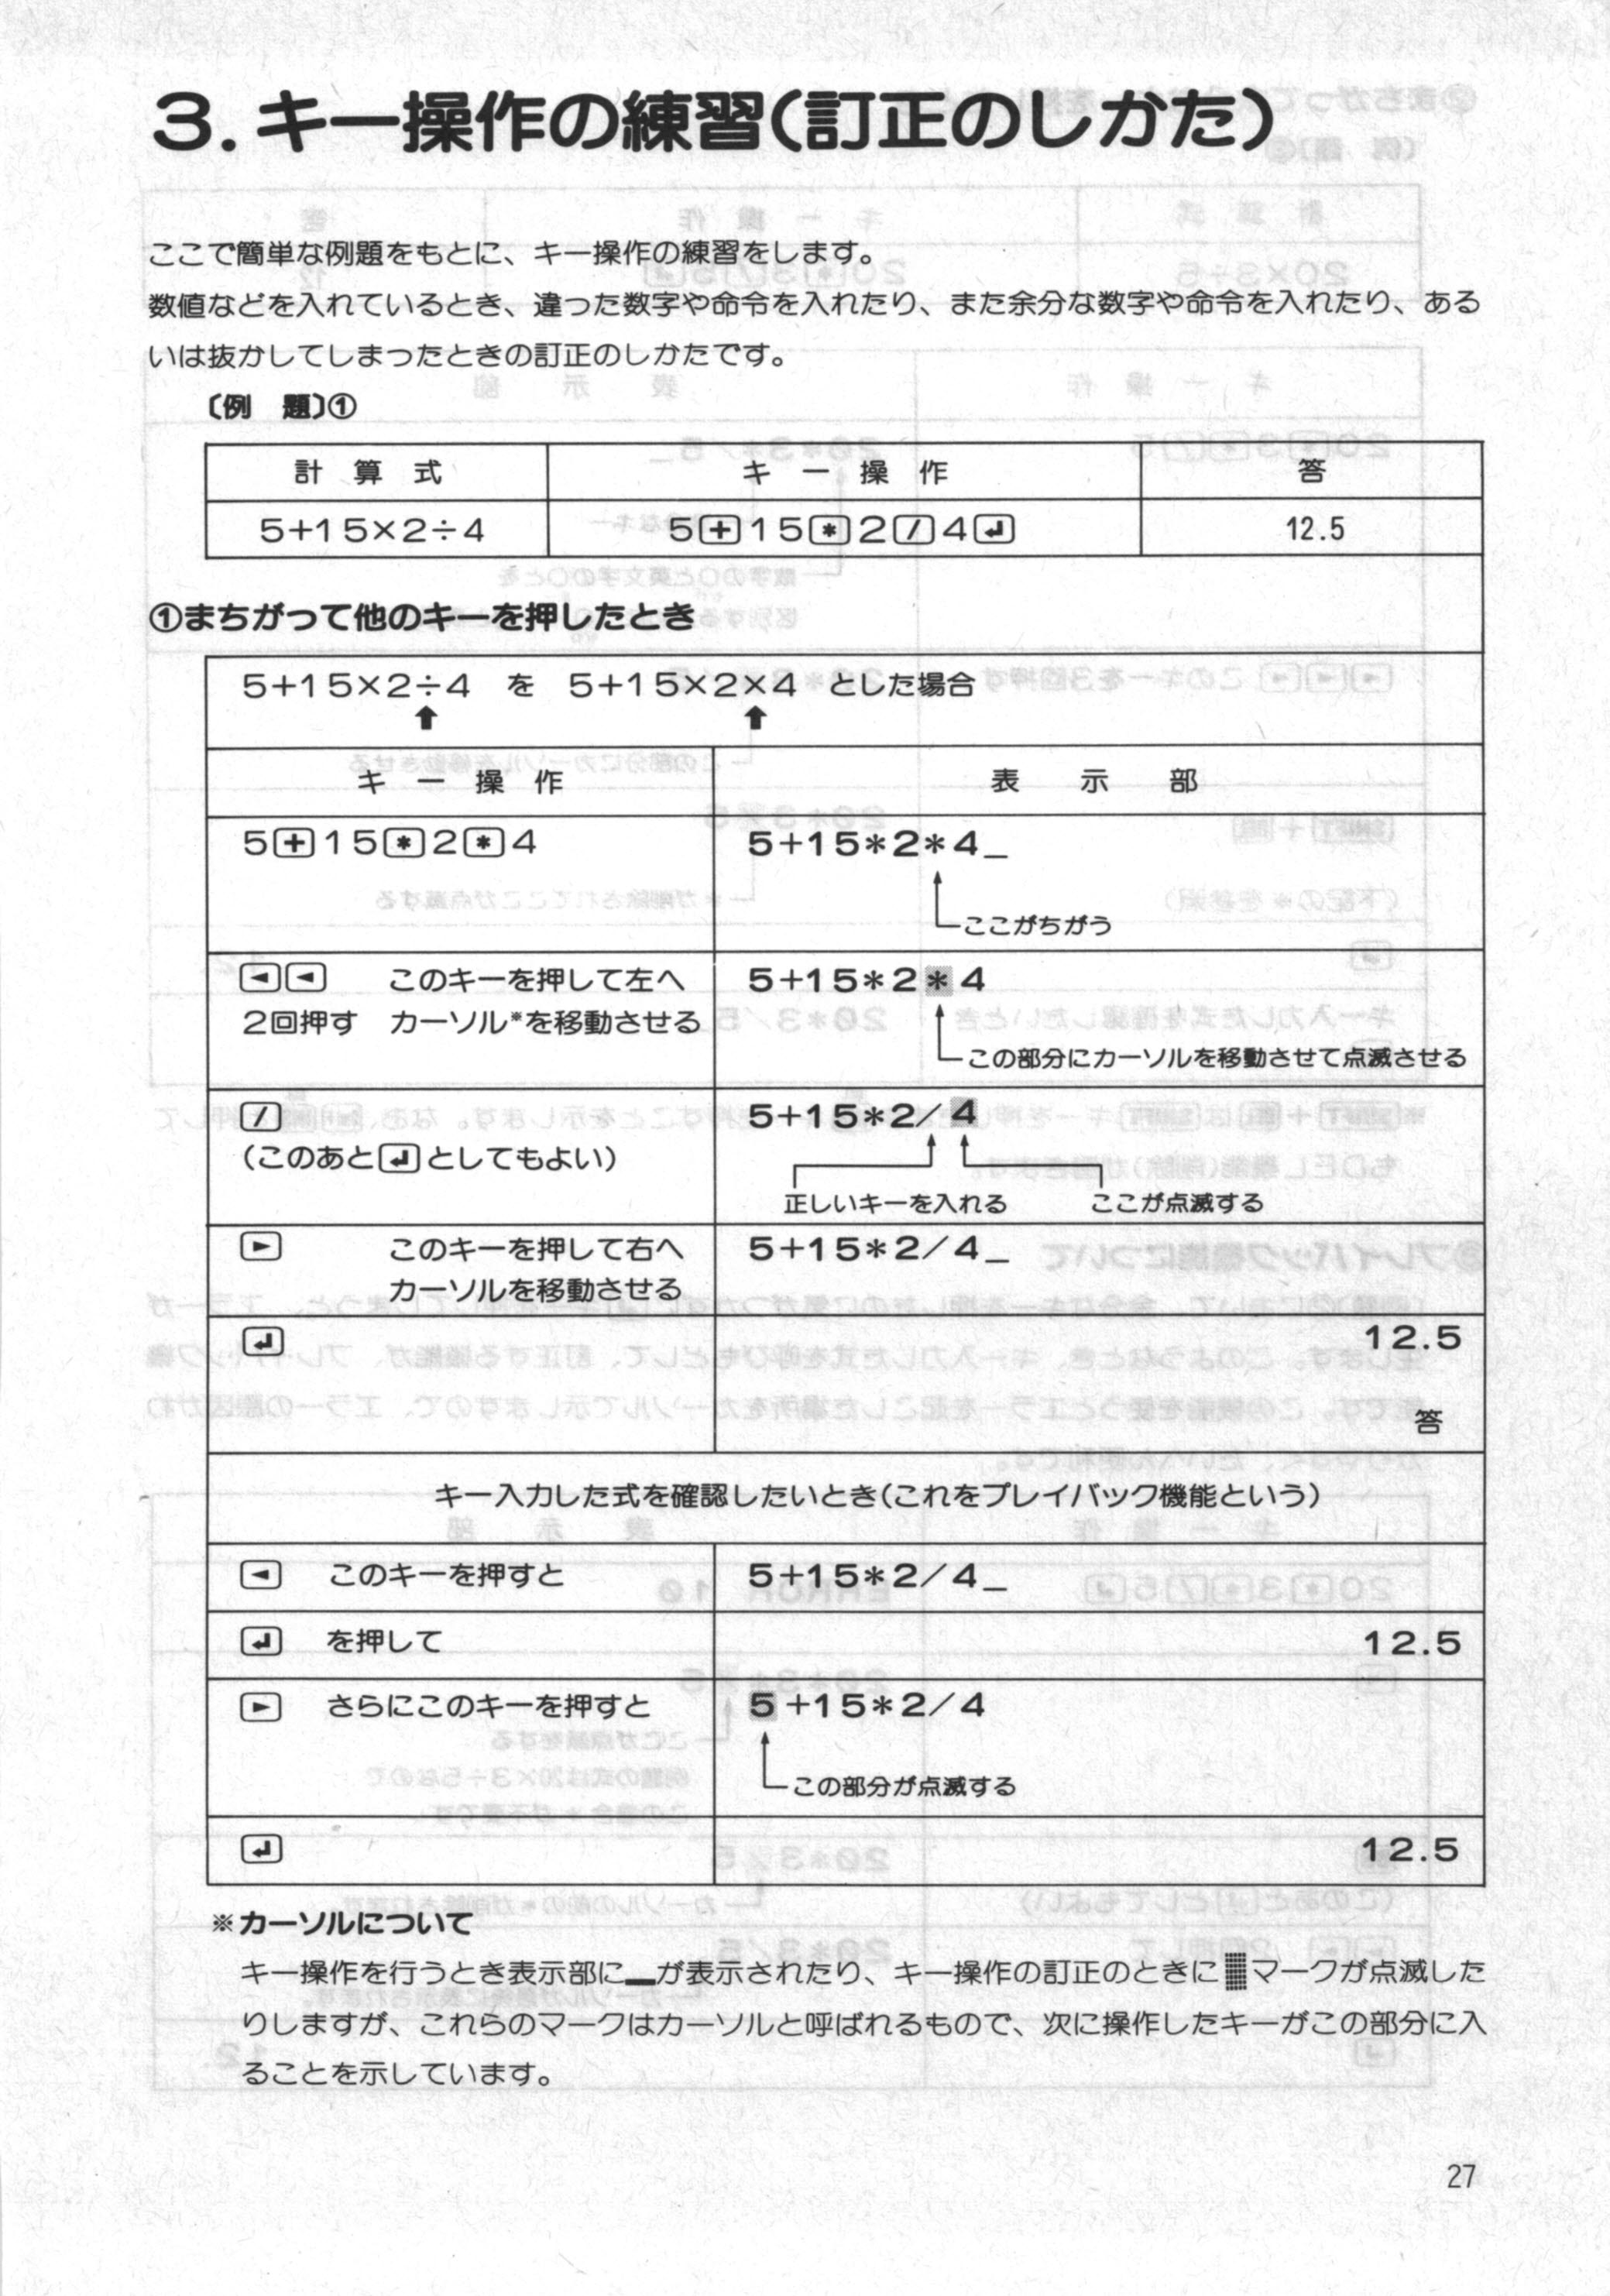 3.キー操作の練習(訂正のしかた)
ここで簡単な例題をもとに、キー操作の練習をします。
数値などを入れているとき、違った数字や命令を入れたり、また余分な数字や命令を入れたり、ある
いは抜かしてしまったときの訂正のしかたです。
〔例 題〕①
計 算 式 キ ー 操 作 答
5+15×2÷4 5[+]15[*]2[/]4[↲] 12.5
①まちがって他のキーを押したとき
5+15×2÷4 を 5+15×2×4 とした場合
⬆ ⬆
キ ー 操 作 表 示 部
5[+]15[*]2[*]4 5+15*2*4_
ここがちがう
[◄][◄] このキーを押して左へ 5+15*2*4
2回押す カーソル*を移動させる
この部分にカーソルを移動させて点滅させる
[/] 5+15*2/4
(このあと[↲]としてもよい)
正しいキーを入れる ここが点滅する
[►] このキーを押して右へ 5+15*2/4_
カーソルを移動させる
[↲] 12.5
答
キー入力した式を確認したいとき(これをプレイバック機能という)
[◄] このキーを押すと 5+15*2/4_
[↲] を押して 12.5
[►] さらにこのキーを押すと 5+15*2/4
この部分が点滅する
[↲] 12.5
※カーソルについて
キー操作を行うとき表示部に▂が表示されたり、キー操作の訂正のときに▓マークが点滅した
りしますが、これらのマークはカーソルと呼ばれるもので、次に操作したキーがこの部分に入
ることを示しています。
27